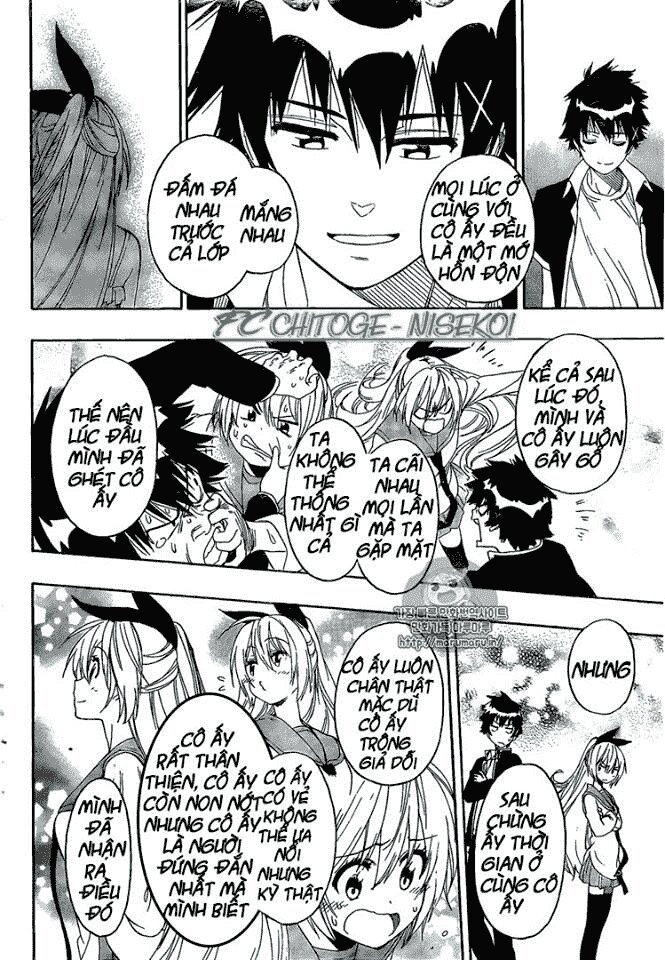 MỌI LÚC Ở
CÙNG VỚI
CÔ ẤY ĐỀU
LÀ MỘT MỚ
HỖN ĐỘN
MẮNG
NHAU
ĐẤM ĐÁ
NHAU
TRƯỚC
CẢ LỚP
FC CHITOGE - NISEKOI
KỂ CẢ SAU
LÚC ĐÓ,
MÌNH VÀ
CÔ ẤY LUÔN
GÂY GỔ
TA CÃI
NHAU
MỌI LẦN
MÀ TA
GẶP MẶT
TA
KHÔNG
THỂ
THỐNG
NHẤT GÌ
CẢ
THẾ NÊN
LÚC ĐẦU
MÌNH ĐÃ
GHÉT CÔ
ẤY
http://marumaru.in/
NHƯNG
SAU
CHỪNG
ẤY THỜI
GIAN Ở
CÙNG CÔ
ẤY
CÔ ẤY LUÔN
CHÂN THẬT
MẶC DÙ
CÔ ẤY
TRÔNG
GIẢ DỐI
CÔ ẤY
CÓ VẺ
KHÔNG
THỂ ƯA
NỔI
NHƯNG
KỲ THẬT
CÔ ẤY
RẤT THÂN
THIỆN, CÔ ẤY
CÒN NON NỚT
NHƯNG CÔ ẤY
LÀ NGƯỜI
ĐỨNG ĐẮN
NHẤT MÀ
MÌNH BIẾT
MÌNH
ĐÃ
NHẬN
RA
ĐIỀU
ĐÓ